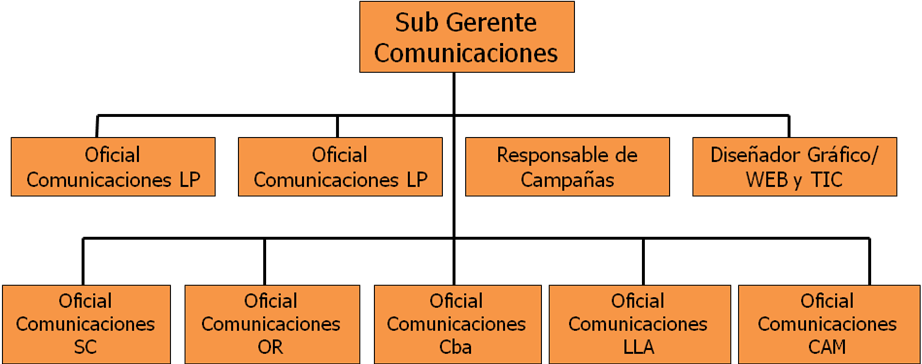 Sub Gerente
Comunicaciones
Oficial
Comunicaciones LP
Oficial
Comunicaciones LP
Responsable de
Campañas
Diseñador Gráfico/
WEB y TIC
Oficial
Comunicaciones
SC
Oficial
Comunicaciones
OR
Oficial
Comunicaciones
Cba
Oficial
Comunicaciones
LLA
Oficial
Comunicaciones
CAM